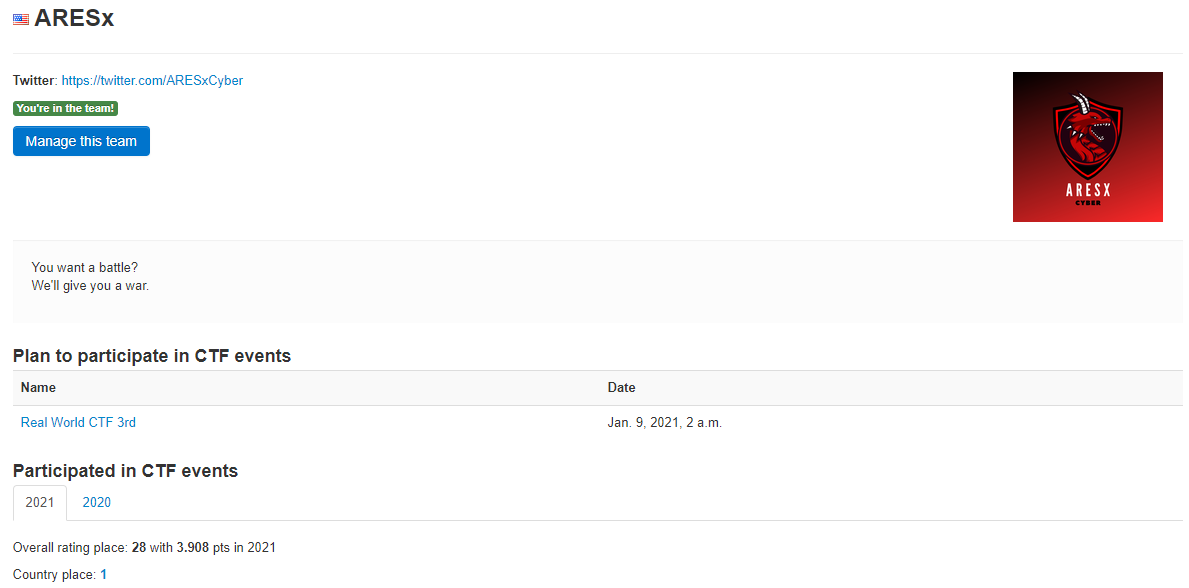 ARESx
Twitter: https://twitter.com/ARESxCyber
You're in the team!
Manage this team
ARESX
CYBER
You want a battle?
We'll give you a war.
Plan to participate in CTF events
Name Date
Real World CTF 3rd Jan. 9, 2021, 2 a.m.
Participated in CTF events
2021 2020
Overall rating place: 28 with 3.908 pts in 2021
Country place: 1